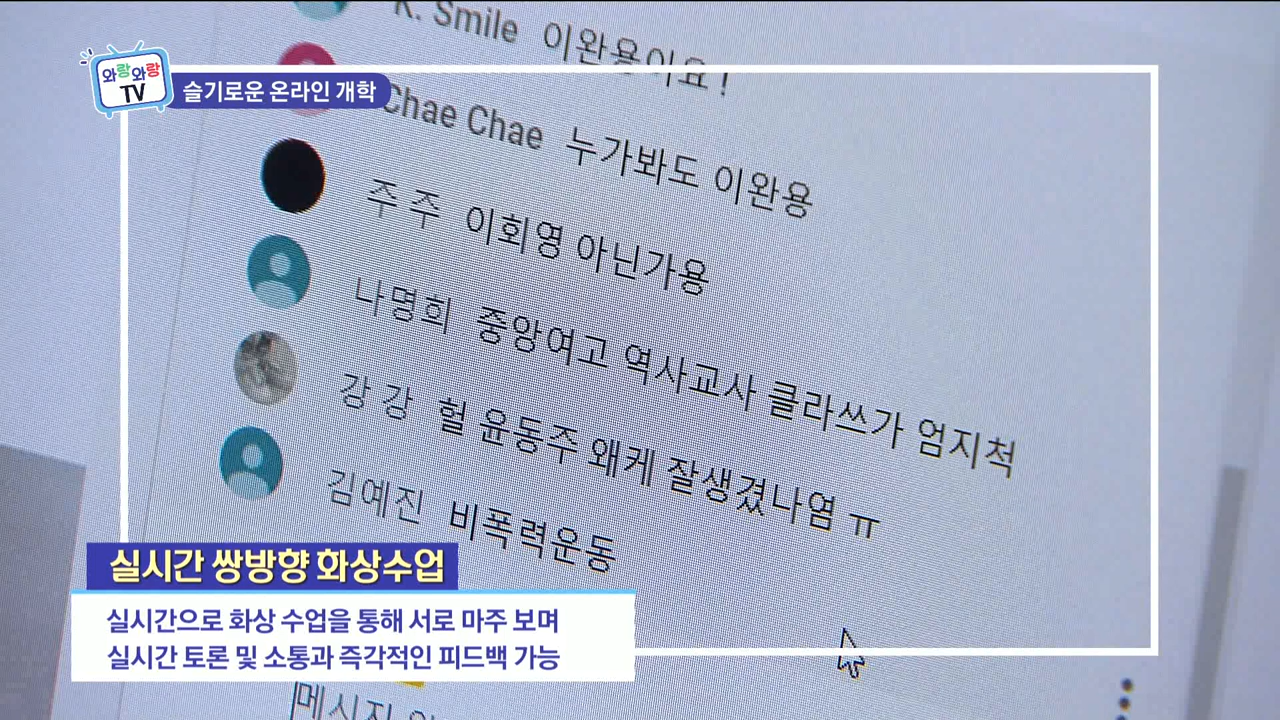 K. Smile 이완용이요!
와랑와랑
TV
슬기로운 온라인 개학
Chae Chae 누가봐도 이완용
주주 이회영 아닌가용
나명희 중앙여고 역사교사 클라쓰가 엄지척
강강 헐 윤동주 왜케 잘생겼나염 ㅠ
김예진 비폭력운동
실시간 쌍방향 화상수업
실시간으로 화상 수업을 통해 서로 마주 보며
실시간 토론 및 소통과 즉각적인 피드백 가능
메시지